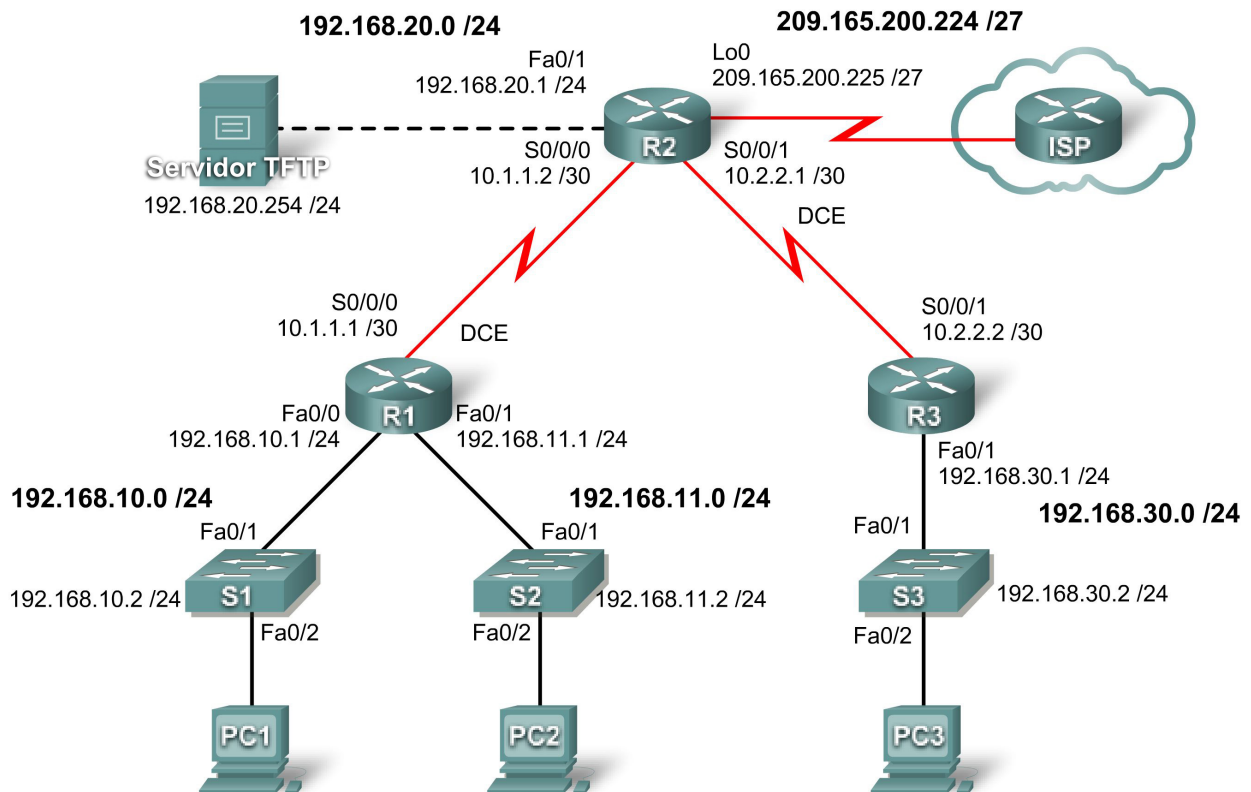 192.168.20.0 /24
209.165.200.224 /27
Fa0/1
192.168.20.1 /24
Lo0
209.165.200.225 /27
Servidor TFTP
192.168.20.254 /24
R2
ISP
S0/0/0
10.1.1.2 /30
S0/0/1
10.2.2.1 /30
DCE
S0/0/0
10.1.1.1 /30
DCE
S0/0/1
10.2.2.2 /30
R1
R3
Fa0/0
192.168.10.1 /24
Fa0/1
192.168.11.1 /24
Fa0/1
192.168.30.1 /24
192.168.10.0 /24
192.168.11.0 /24
192.168.30.0 /24
Fa0/1
Fa0/1
Fa0/1
192.168.10.2 /24
S1
S2
192.168.11.2 /24
S3
192.168.30.2 /24
Fa0/2
Fa0/2
Fa0/2
PC1
PC2
PC3